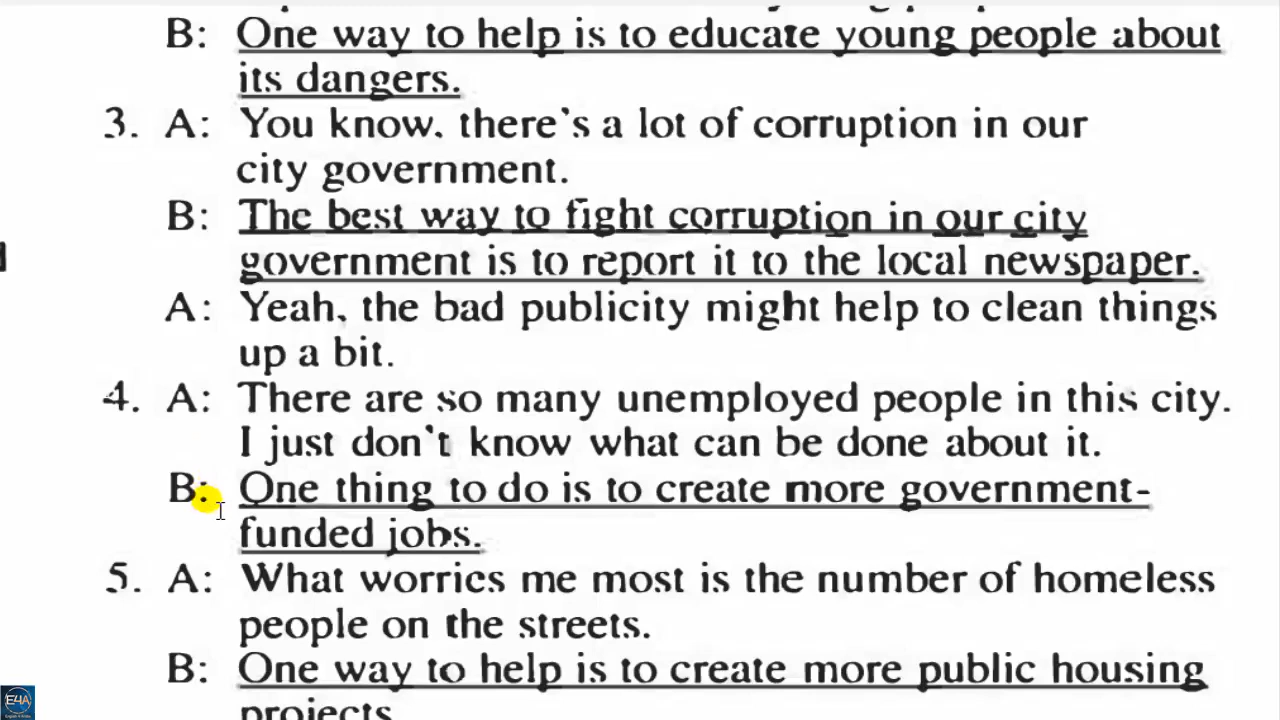 B: One way to help is to educate young people about
its dangers.
3. A: You know, there's a lot of corruption in our
city government.
B: The best way to fight corruption in our city
government is to report it to the local newspaper.
A: Yeah, the bad publicity might help to clean things
up a bit.
4. A: There are so many unemployed people in this city.
I just don't know what can be done about it.
B: One thing to do is to create more government-
funded jobs.
5. A: What worries me most is the number of homeless
people on the streets.
B: One way to help is to create more public housing
projects.
E4A